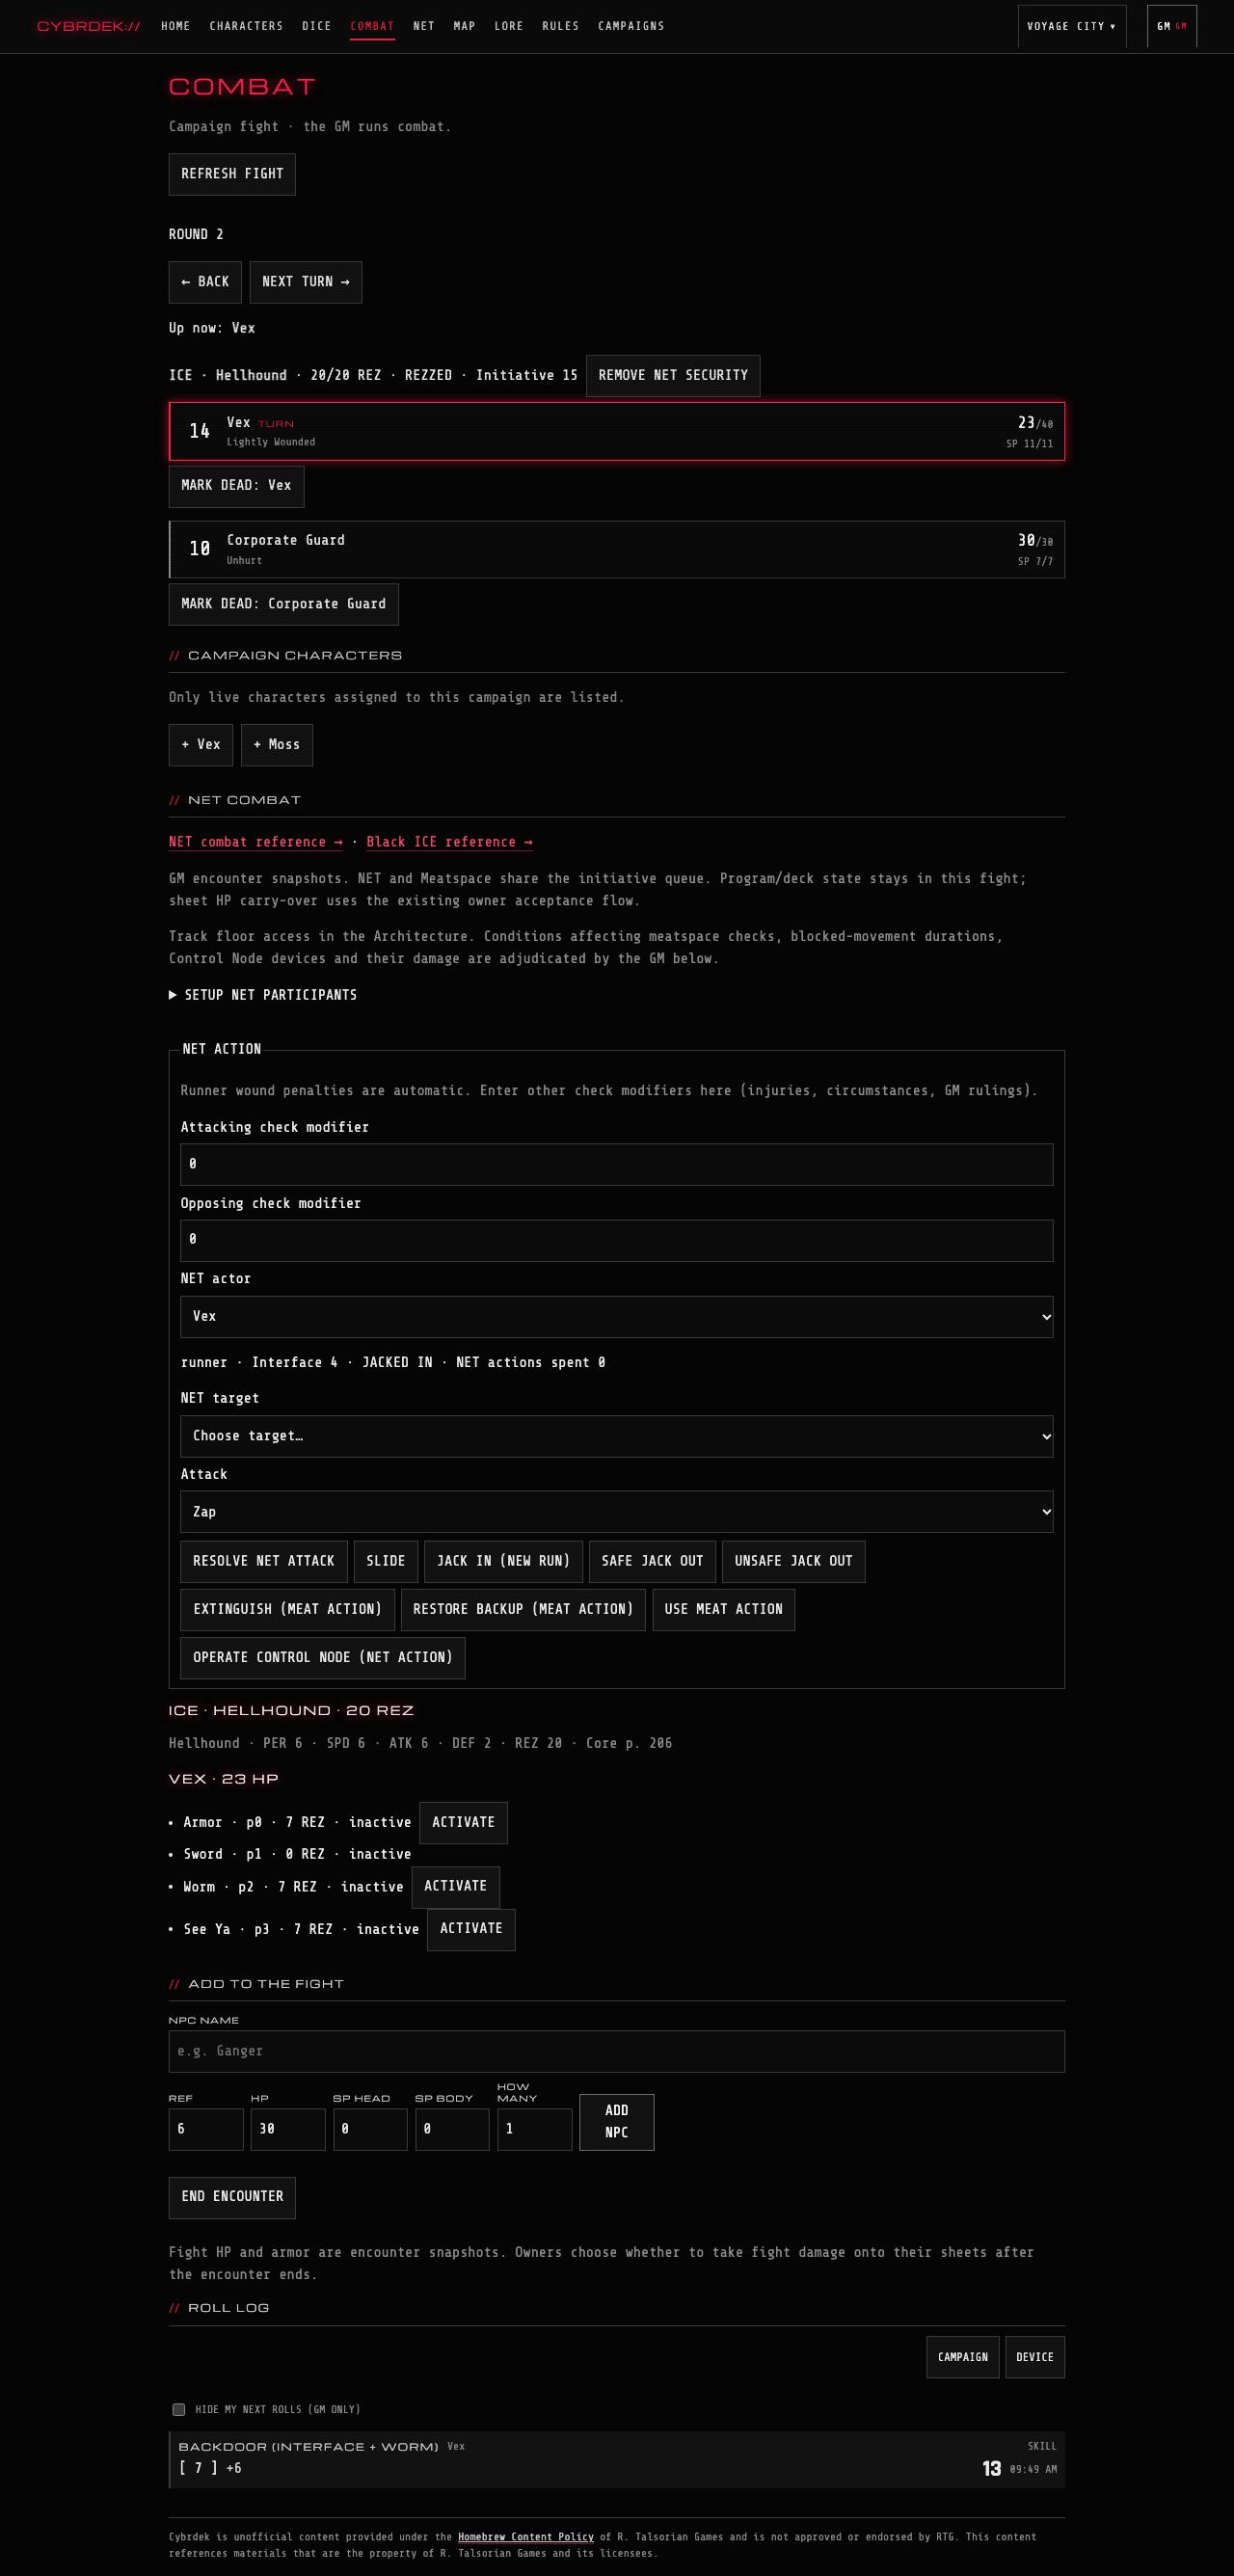 CYBRDEK:// HOME CHARACTERS DICE COMBAT NET MAP LORE RULES CAMPAIGNS VOYAGE CITY ▾ GM GM
COMBAT
Campaign fight · the GM runs combat.
REFRESH FIGHT
ROUND 2
← BACK NEXT TURN →
Up now: Vex
ICE · Hellhound · 20/20 REZ · REZZED · Initiative 15 REMOVE NET SECURITY
14 Vex TURN 23/40
Lightly Wounded SP 11/11
MARK DEAD: Vex
10 Corporate Guard 30/30
Unhurt SP 7/7
MARK DEAD: Corporate Guard
// CAMPAIGN CHARACTERS
Only live characters assigned to this campaign are listed.
+ Vex + Moss
// NET COMBAT
NET combat reference → · Black ICE reference →
GM encounter snapshots. NET and Meatspace share the initiative queue. Program/deck state stays in this fight;
sheet HP carry-over uses the existing owner acceptance flow.
Track floor access in the Architecture. Conditions affecting meatspace checks, blocked-movement durations,
Control Node devices and their damage are adjudicated by the GM below.
▶ SETUP NET PARTICIPANTS
NET ACTION
Runner wound penalties are automatic. Enter other check modifiers here (injuries, circumstances, GM rulings).
Attacking check modifier
0
Opposing check modifier
0
NET actor
Vex
runner · Interface 4 · JACKED IN · NET actions spent 0
NET target
Choose target…
Attack
Zap
RESOLVE NET ATTACK SLIDE JACK IN (NEW RUN) SAFE JACK OUT UNSAFE JACK OUT
EXTINGUISH (MEAT ACTION) RESTORE BACKUP (MEAT ACTION) USE MEAT ACTION
OPERATE CONTROL NODE (NET ACTION)
ICE · HELLHOUND · 20 REZ
Hellhound · PER 6 · SPD 6 · ATK 6 · DEF 2 · REZ 20 · Core p. 206
VEX · 23 HP
• Armor · p0 · 7 REZ · inactive ACTIVATE
• Sword · p1 · 0 REZ · inactive
• Worm · p2 · 7 REZ · inactive ACTIVATE
• See Ya · p3 · 7 REZ · inactive ACTIVATE
// ADD TO THE FIGHT
NPC NAME
e.g. Ganger
REF HP SP HEAD SP BODY HOW MANY
6 30 0 0 1 ADD NPC
END ENCOUNTER
Fight HP and armor are encounter snapshots. Owners choose whether to take fight damage onto their sheets after
the encounter ends.
// ROLL LOG
CAMPAIGN DEVICE
HIDE MY NEXT ROLLS (GM ONLY)
BACKDOOR (INTERFACE + WORM) Vex SKILL
[ 7 ] +6 13 09:49 AM
Cybrdek is unofficial content provided under the Homebrew Content Policy of R. Talsorian Games and is not approved or endorsed by RTG. This content
references materials that are the property of R. Talsorian Games and its licensees.